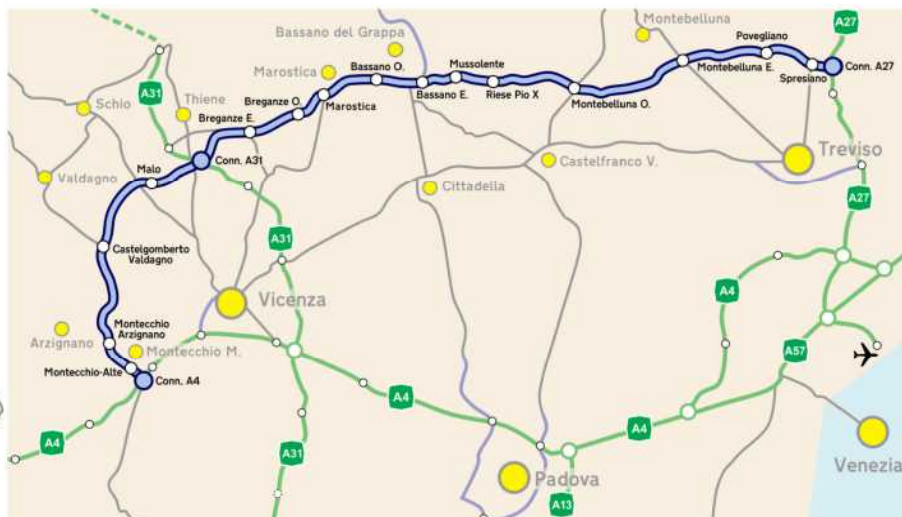 Bassano del Grappa
Montebelluna
A27
Povegliano
Mussolente
Bassano O.
Conn. A27
Marostica
Montebelluna E.
Spresiano
A31
Thiene
Breganze O.
Bassano E.
Riese Pio X
Montebelluna O.
Schio
Breganze E.
Marostica
Treviso
Conn. A31
Castelfranco V.
Valdagno
Malo
Cittadella
A27
A31
Castelgomberto
Valdagno
A4
Vicenza
Montecchio
Arzignano
Arzignano
Montecchio M.
A57
Montecchio-Alte
Conn. A4
A4
A4
A4
A31
Padova
Venezia
A13